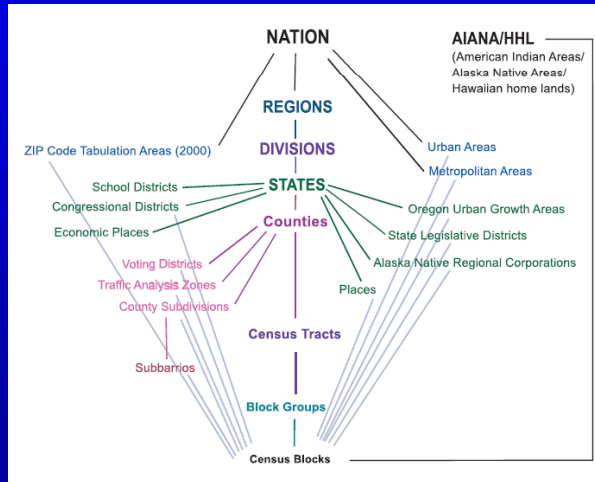 NATION
AIANA/HHL
(American Indian Areas/
Alaska Native Areas/
Hawaiian home lands)
REGIONS
ZIP Code Tabulation Areas (2000)
DIVISIONS
Urban Areas
Metropolitan Areas
School Districts
STATES
Congressional Districts
Oregon Urban Growth Areas
Economic Places
Counties
State Legislative Districts
Voting Districts
Alaska Native Regional Corporations
Traffic Analysis Zones
Places
County Subdivisions
Census Tracts
Subbarrios
Block Groups
Census Blocks